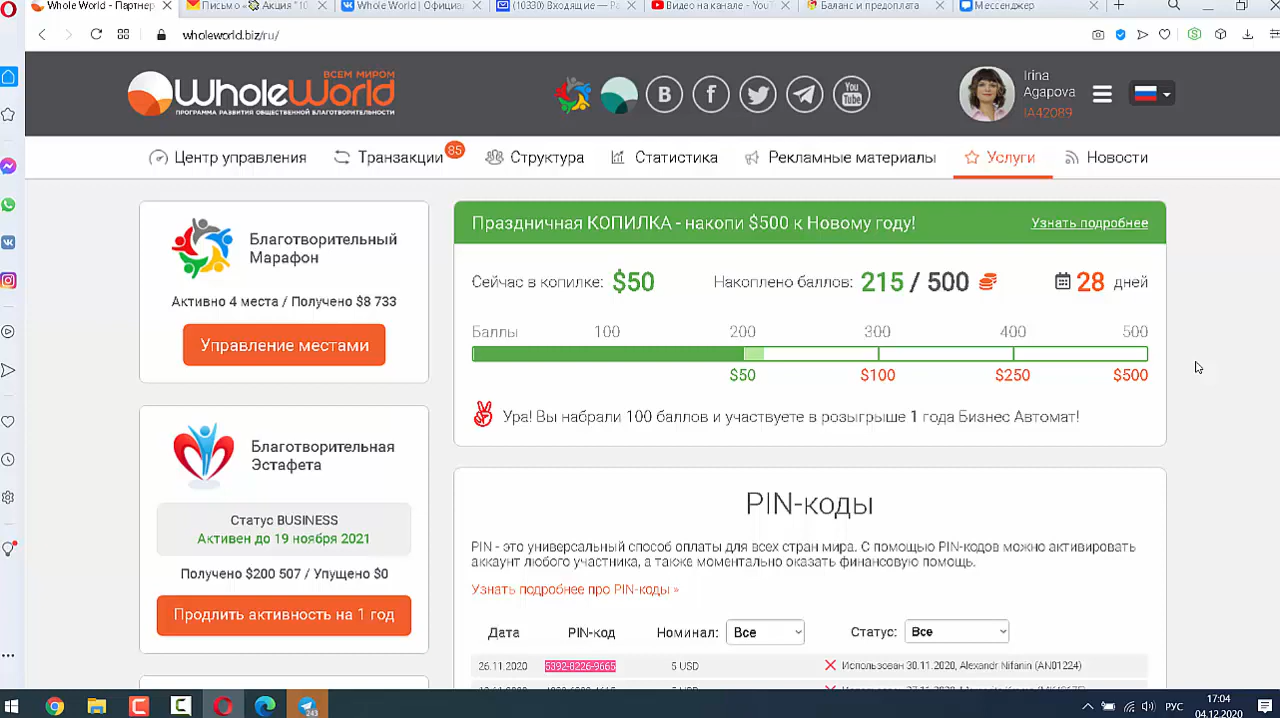 Whole World - Партнер
Письмо «
Акция "10
Whole World | Официа
(10330) Входящие — Po
Видео на канале - YouT
Баланс и предоплата
Мессенджер
wholeworld.biz/ru/
ВСЕМ МИРОМ
WholeWorld
ПРОГРАММА РАЗВИТИЯ ОБЩЕСТВЕННОЙ БЛАГОТВОРИТЕЛЬНОСТИ
B
f
You
Tube
Irina
Agapova
IA42089
Центр управления
Транзакции
85
Структура
Статистика
Рекламные материалы
Услуги
Новости
Благотворительный
Марафон
Активно 4 места / Получено $8 733
Управление местами
Благотворительная
Эстафета
Статус BUSINESS
Активен до 19 ноября 2021
Получено $200 507 / Упущено $0
Продлить активность на 1 год
Праздничная КОПИЛКА - накопи $500 к Новому году!
Узнать подробнее
Сейчас в копилке: $50
Накоплено баллов: 215 / 500
28 дней
Баллы 100 200 300 400 500
$50 $100 $250 $500
Ура! Вы набрали 100 баллов и участвуете в розыгрыше 1 года Бизнес Автомат!
PIN-коды
PIN - это универсальный способ оплаты для всех стран мира. С помощью PIN-кодов можно активировать
аккаунт любого участника, а также моментально оказать финансовую помощь.
Узнать подробнее про PIN-коды »
Дата PIN-код Номинал: Все Статус: Все
26.11.2020 5392-8226-9665 5 USD Использован 30.11.2020, Alexandr Nifanin (AN01224)
243
РУС
17:04
04.12.2020